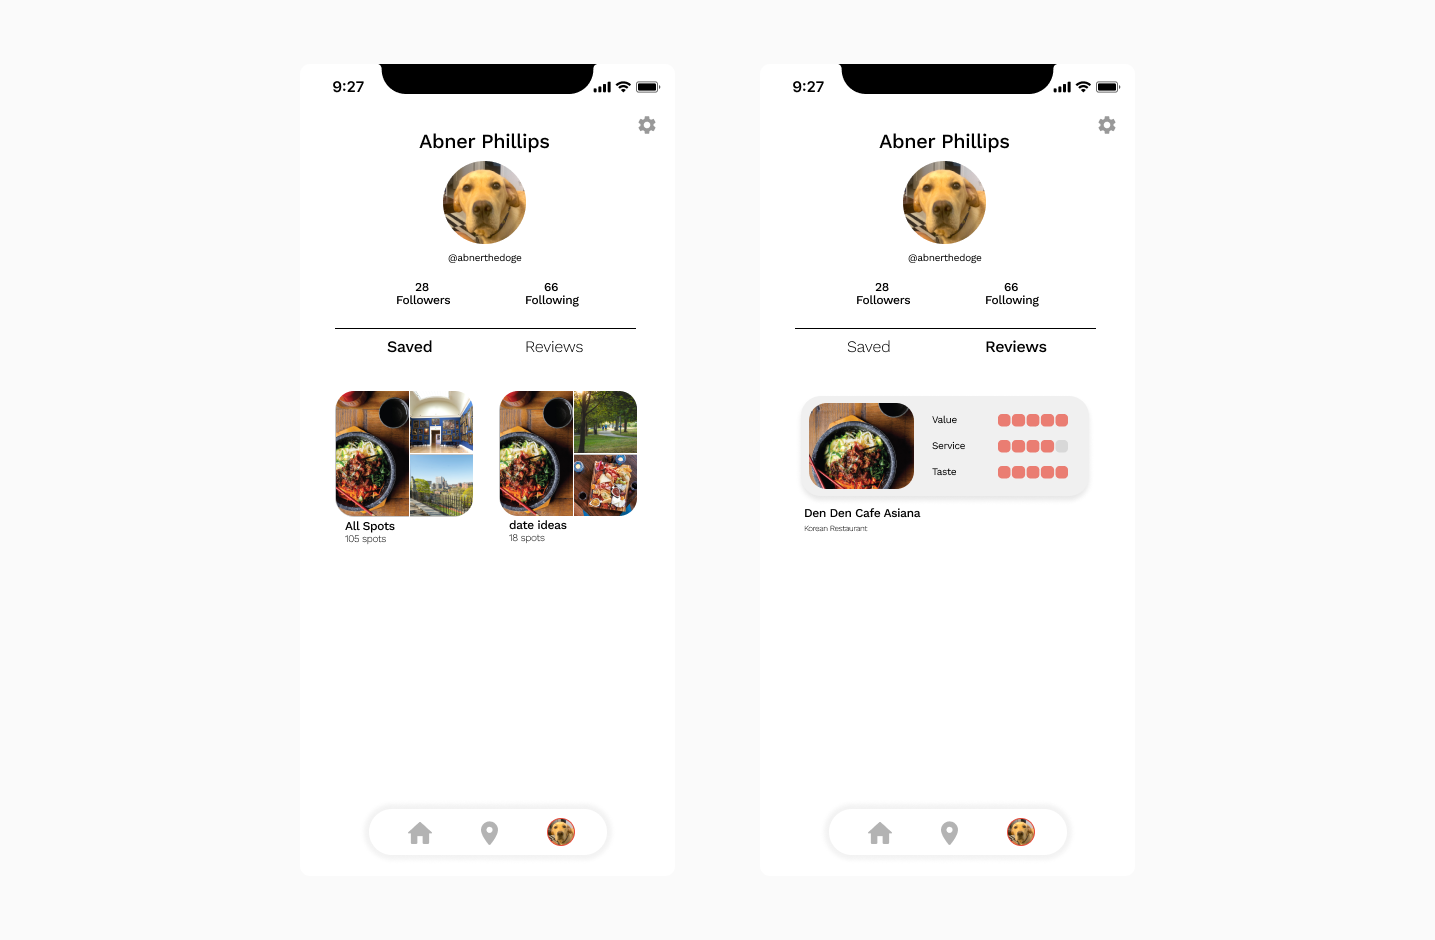 9:27
Abner Phillips
@abnerthedoge
28
Followers
66
Following
Saved
Reviews
All Spots
105 spots
date ideas
18 spots
9:27
Abner Phillips
@abnerthedoge
28
Followers
66
Following
Saved
Reviews
Value
Service
Taste
Den Den Cafe Asiana
Korean Restaurant